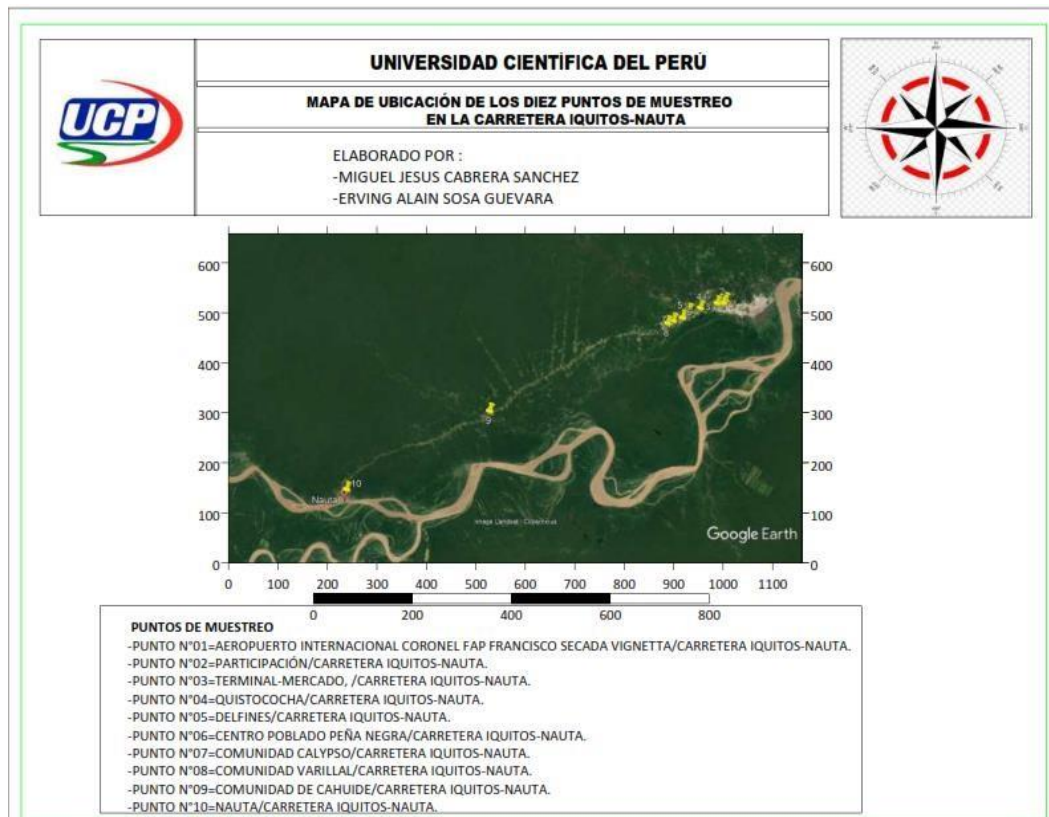 UCP
UNIVERSIDAD CIENTÍFICA DEL PERÚ
MAPA DE UBICACIÓN DE LOS DIEZ PUNTOS DE MUESTREO
EN LA CARRETERA IQUITOS-NAUTA
ELABORADO POR :
-MIGUEL JESUS CABRERA SANCHEZ
-ERVING ALAIN SOSA GUEVARA
600 600
500 500
400 400
300 300
200 200
100 100
0 0
5
9
10
Nauta
Image Landsat / Copernicus
Google Earth
0 100 200 300 400 500 600 700 800 900 1000 1100
0 200 400 600 800
PUNTOS DE MUESTREO
-PUNTO N°01=AEROPUERTO INTERNACIONAL CORONEL FAP FRANCISCO SECADA VIGNETTA/CARRETERA IQUITOS-NAUTA.
-PUNTO N°02=PARTICIPACIÓN/CARRETERA IQUITOS-NAUTA.
-PUNTO N°03=TERMINAL-MERCADO, /CARRETERA IQUITOS-NAUTA.
-PUNTO N°04=QUISTOCOCHA/CARRETERA IQUITOS-NAUTA.
-PUNTO N°05=DELFINES/CARRETERA IQUITOS-NAUTA.
-PUNTO N°06=CENTRO POBLADO PEÑA NEGRA/CARRETERA IQUITOS-NAUTA.
-PUNTO N°07=COMUNIDAD CALYPSO/CARRETERA IQUITOS-NAUTA.
-PUNTO N°08=COMUNIDAD VARILLAL/CARRETERA IQUITOS-NAUTA.
-PUNTO N°09=COMUNIDAD DE CAHUIDE/CARRETERA IQUITOS-NAUTA.
-PUNTO N°10=NAUTA/CARRETERA IQUITOS-NAUTA.